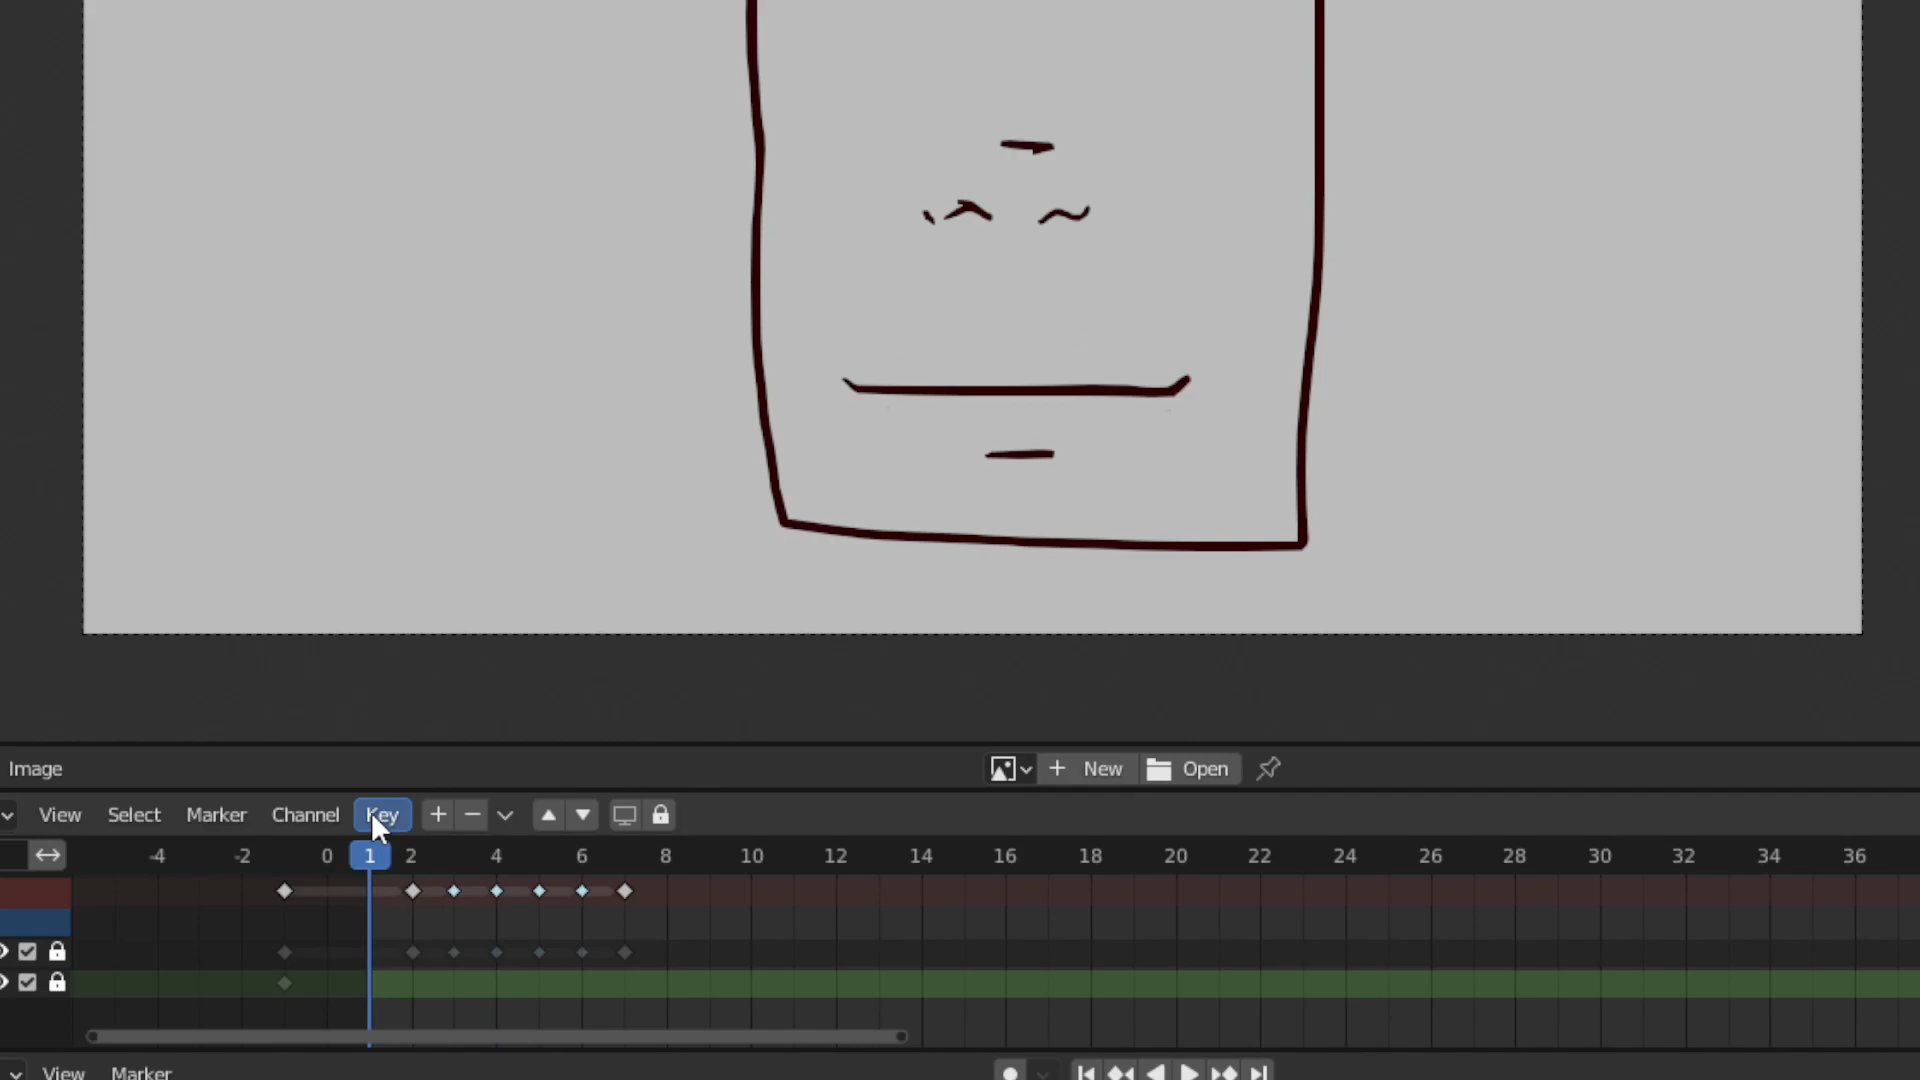 Image New Open
View Select Marker Channel Key
-4 -2 0 1 2 4 6 8 10 12 14 16 18 20 22 24 26 28 30 32 34 36
View Marker